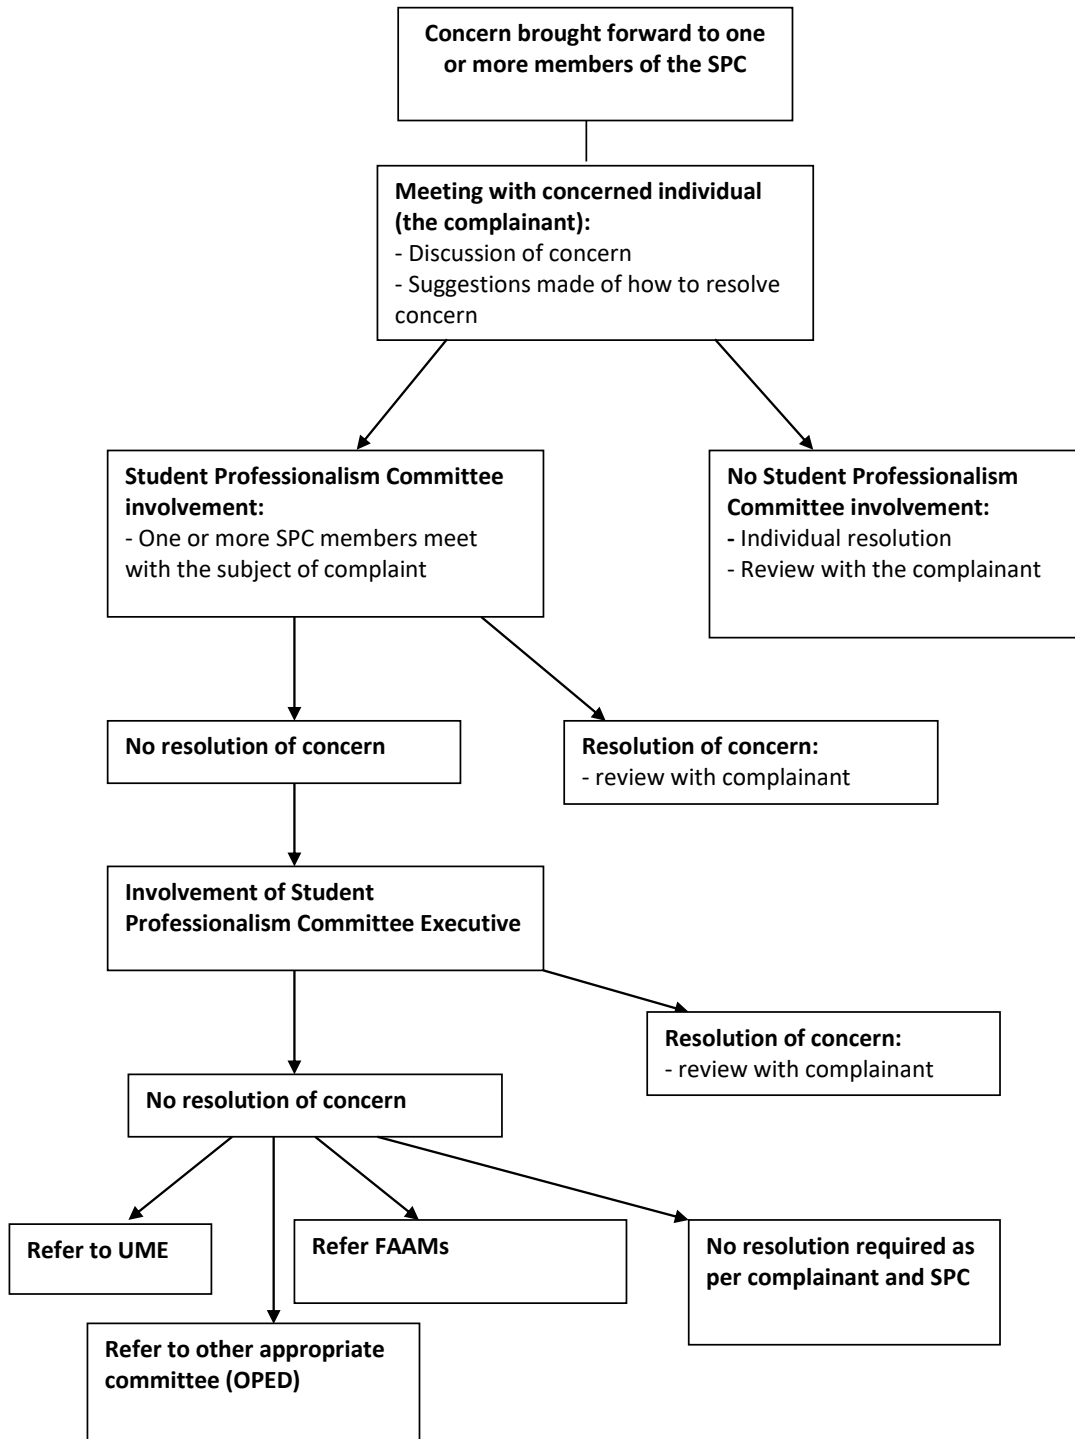 Concern brought forward to one
or more members of the SPC
Meeting with concerned individual
(the complainant):
- Discussion of concern
- Suggestions made of how to resolve
concern
Student Professionalism Committee
involvement:
- One or more SPC members meet
with the subject of complaint
No Student Professionalism
Committee involvement:
- Individual resolution
- Review with the complainant
No resolution of concern
Resolution of concern:
- review with complainant
Involvement of Student
Professionalism Committee Executive
Resolution of concern:
- review with complainant
No resolution of concern
Refer to UME
Refer FAAMs
No resolution required as
per complainant and SPC
Refer to other appropriate
committee (OPED)